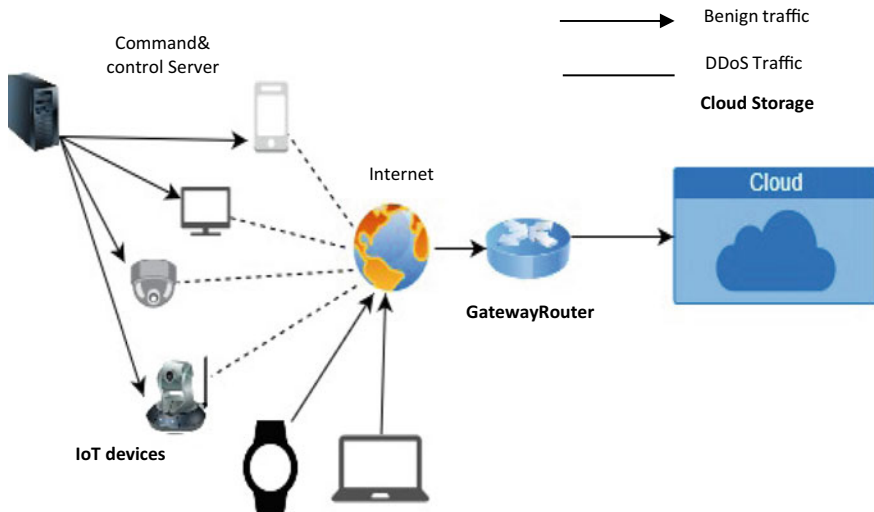 Command&
control Server
Benign traffic
DDoS Traffic
Cloud Storage
Internet
Cloud
GatewayRouter
IoT devices